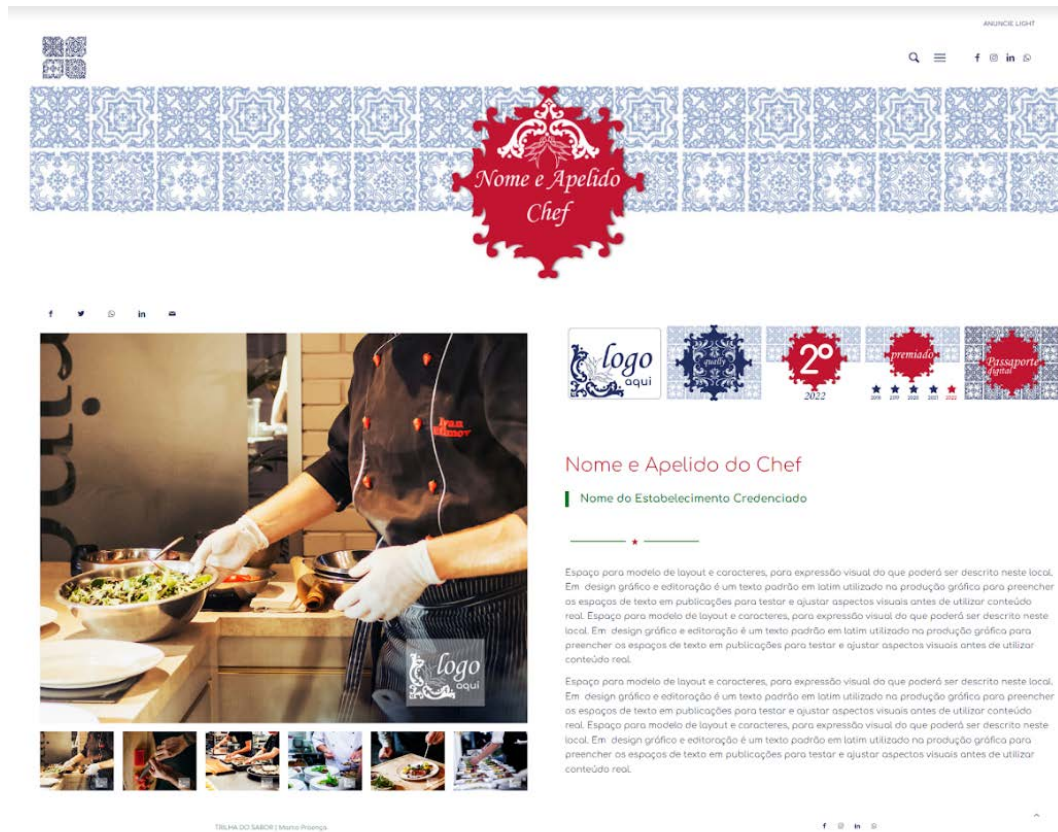 ANUNCIE LIGHT
Nome e Apelido
Chef
logo
aqui
qually
2º
2022
premiado
2018 2019 2020 2021 2022
Passaporte
digital
Nome e Apelido do Chef
Nome do Estabelecimento Credenciado
Espaço para modelo de layout e caracteres, para expressão visual do que poderá ser descrito neste local.
Em design gráfico e editoração é um texto padrão em latim utilizado na produção gráfica para preencher
os espaços de texto em publicações para testar e ajustar aspectos visuais antes de utilizar conteúdo
real. Espaço para modelo de layout e caracteres, para expressão visual do que poderá ser descrito neste
local. Em design gráfico e editoração é um texto padrão em latim utilizado na produção gráfica para
preencher os espaços de texto em publicações para testar e ajustar aspectos visuais antes de utilizar
conteúdo real.
Espaço para modelo de layout e caracteres, para expressão visual do que poderá ser descrito neste local.
Em design gráfico e editoração é um texto padrão em latim utilizado na produção gráfica para preencher
os espaços de texto em publicações para testar e ajustar aspectos visuais antes de utilizar conteúdo
real. Espaço para modelo de layout e caracteres, para expressão visual do que poderá ser descrito neste
local. Em design gráfico e editoração é um texto padrão em latim utilizado na produção gráfica para
preencher os espaços de texto em publicações para testar e ajustar aspectos visuais antes de utilizar
conteúdo real.
Ivan
logo
aqui
TRILHA DO SABOR | Marco Proença